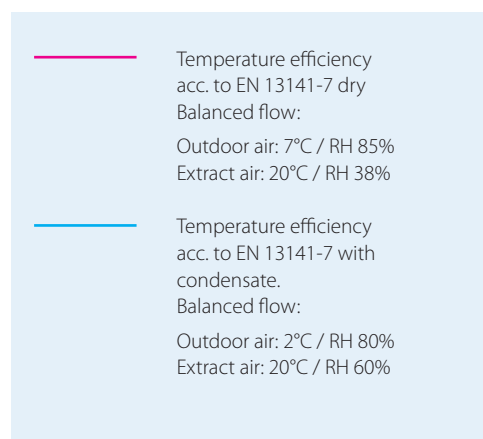 Temperature efficiency
acc. to EN 13141-7 dry
Balanced flow:
Outdoor air: 7°C / RH 85%
Extract air: 20°C / RH 38%
Temperature efficiency
acc. to EN 13141-7 with
condensate.
Balanced flow:
Outdoor air: 2°C / RH 80%
Extract air: 20°C / RH 60%